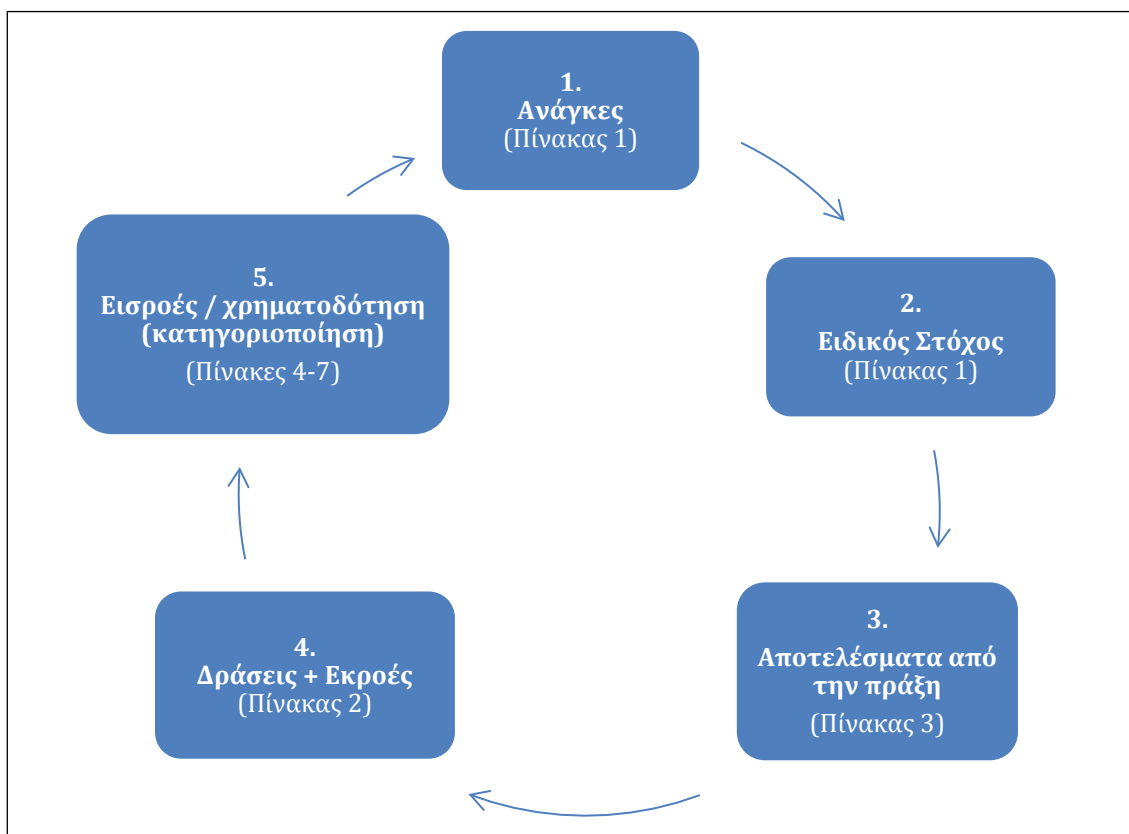 1.
Ανάγκες
(Πίνακας 1)
2.
Ειδικός Στόχος
(Πίνακας 1)
3.
Αποτελέσματα από
την πράξη
(Πίνακας 3)
4.
Δράσεις + Εκροές
(Πίνακας 2)
5.
Εισροές / χρηματοδότηση
(κατηγοριοποίηση)
(Πίνακες 4-7)